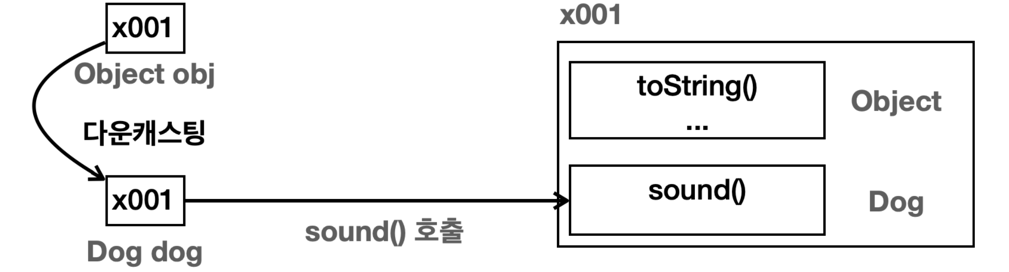 x001
Object obj
다운캐스팅
x001
Dog dog
sound() 호출
x001
toString()
...
Object
sound()
Dog